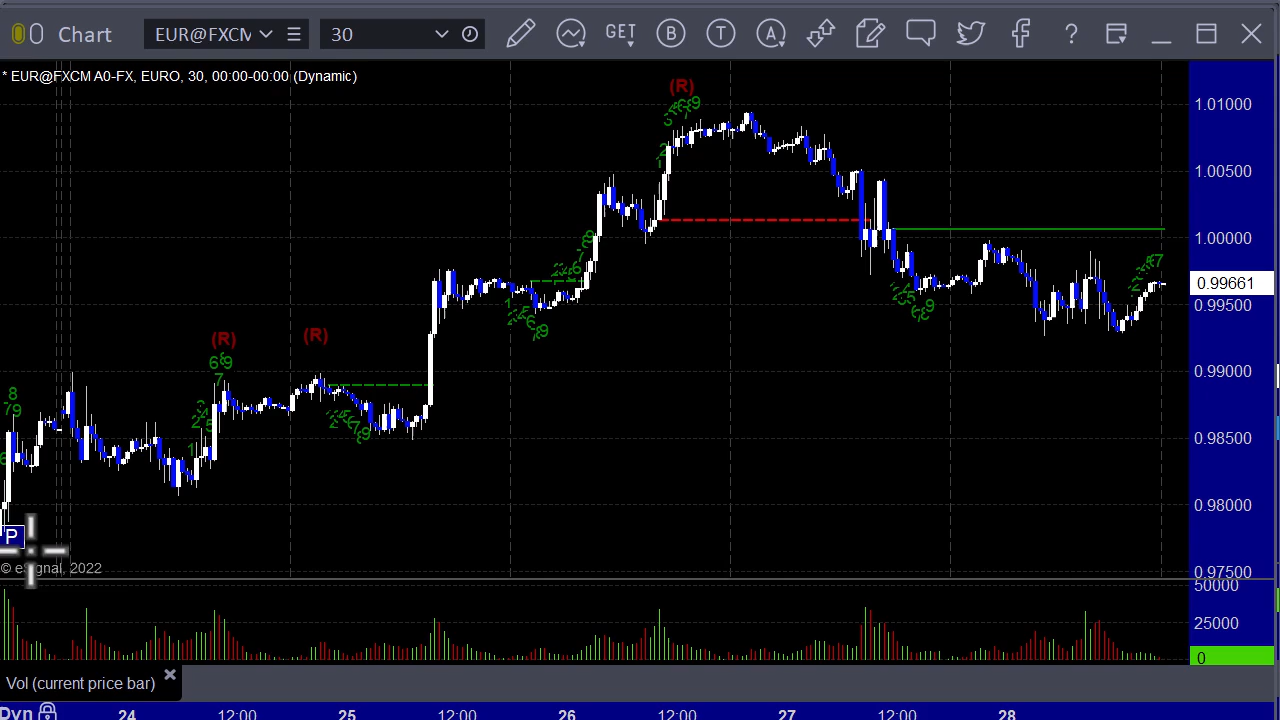 Chart EUR@FXCM 30 GET B T A ?
* EUR@FXCM A0-FX, EURO, 30, 00:00-00:00 (Dynamic)
(R)
1.01000
1.00500
1.00000
0.99661
0.99500
(R) (R)
0.99000
0.98500
0.98000
P
© eSignal, 2022
0.97500
50000
25000
0
Vol (current price bar)
Dyn 24 12:00 25 12:00 26 12:00 27 12:00 28